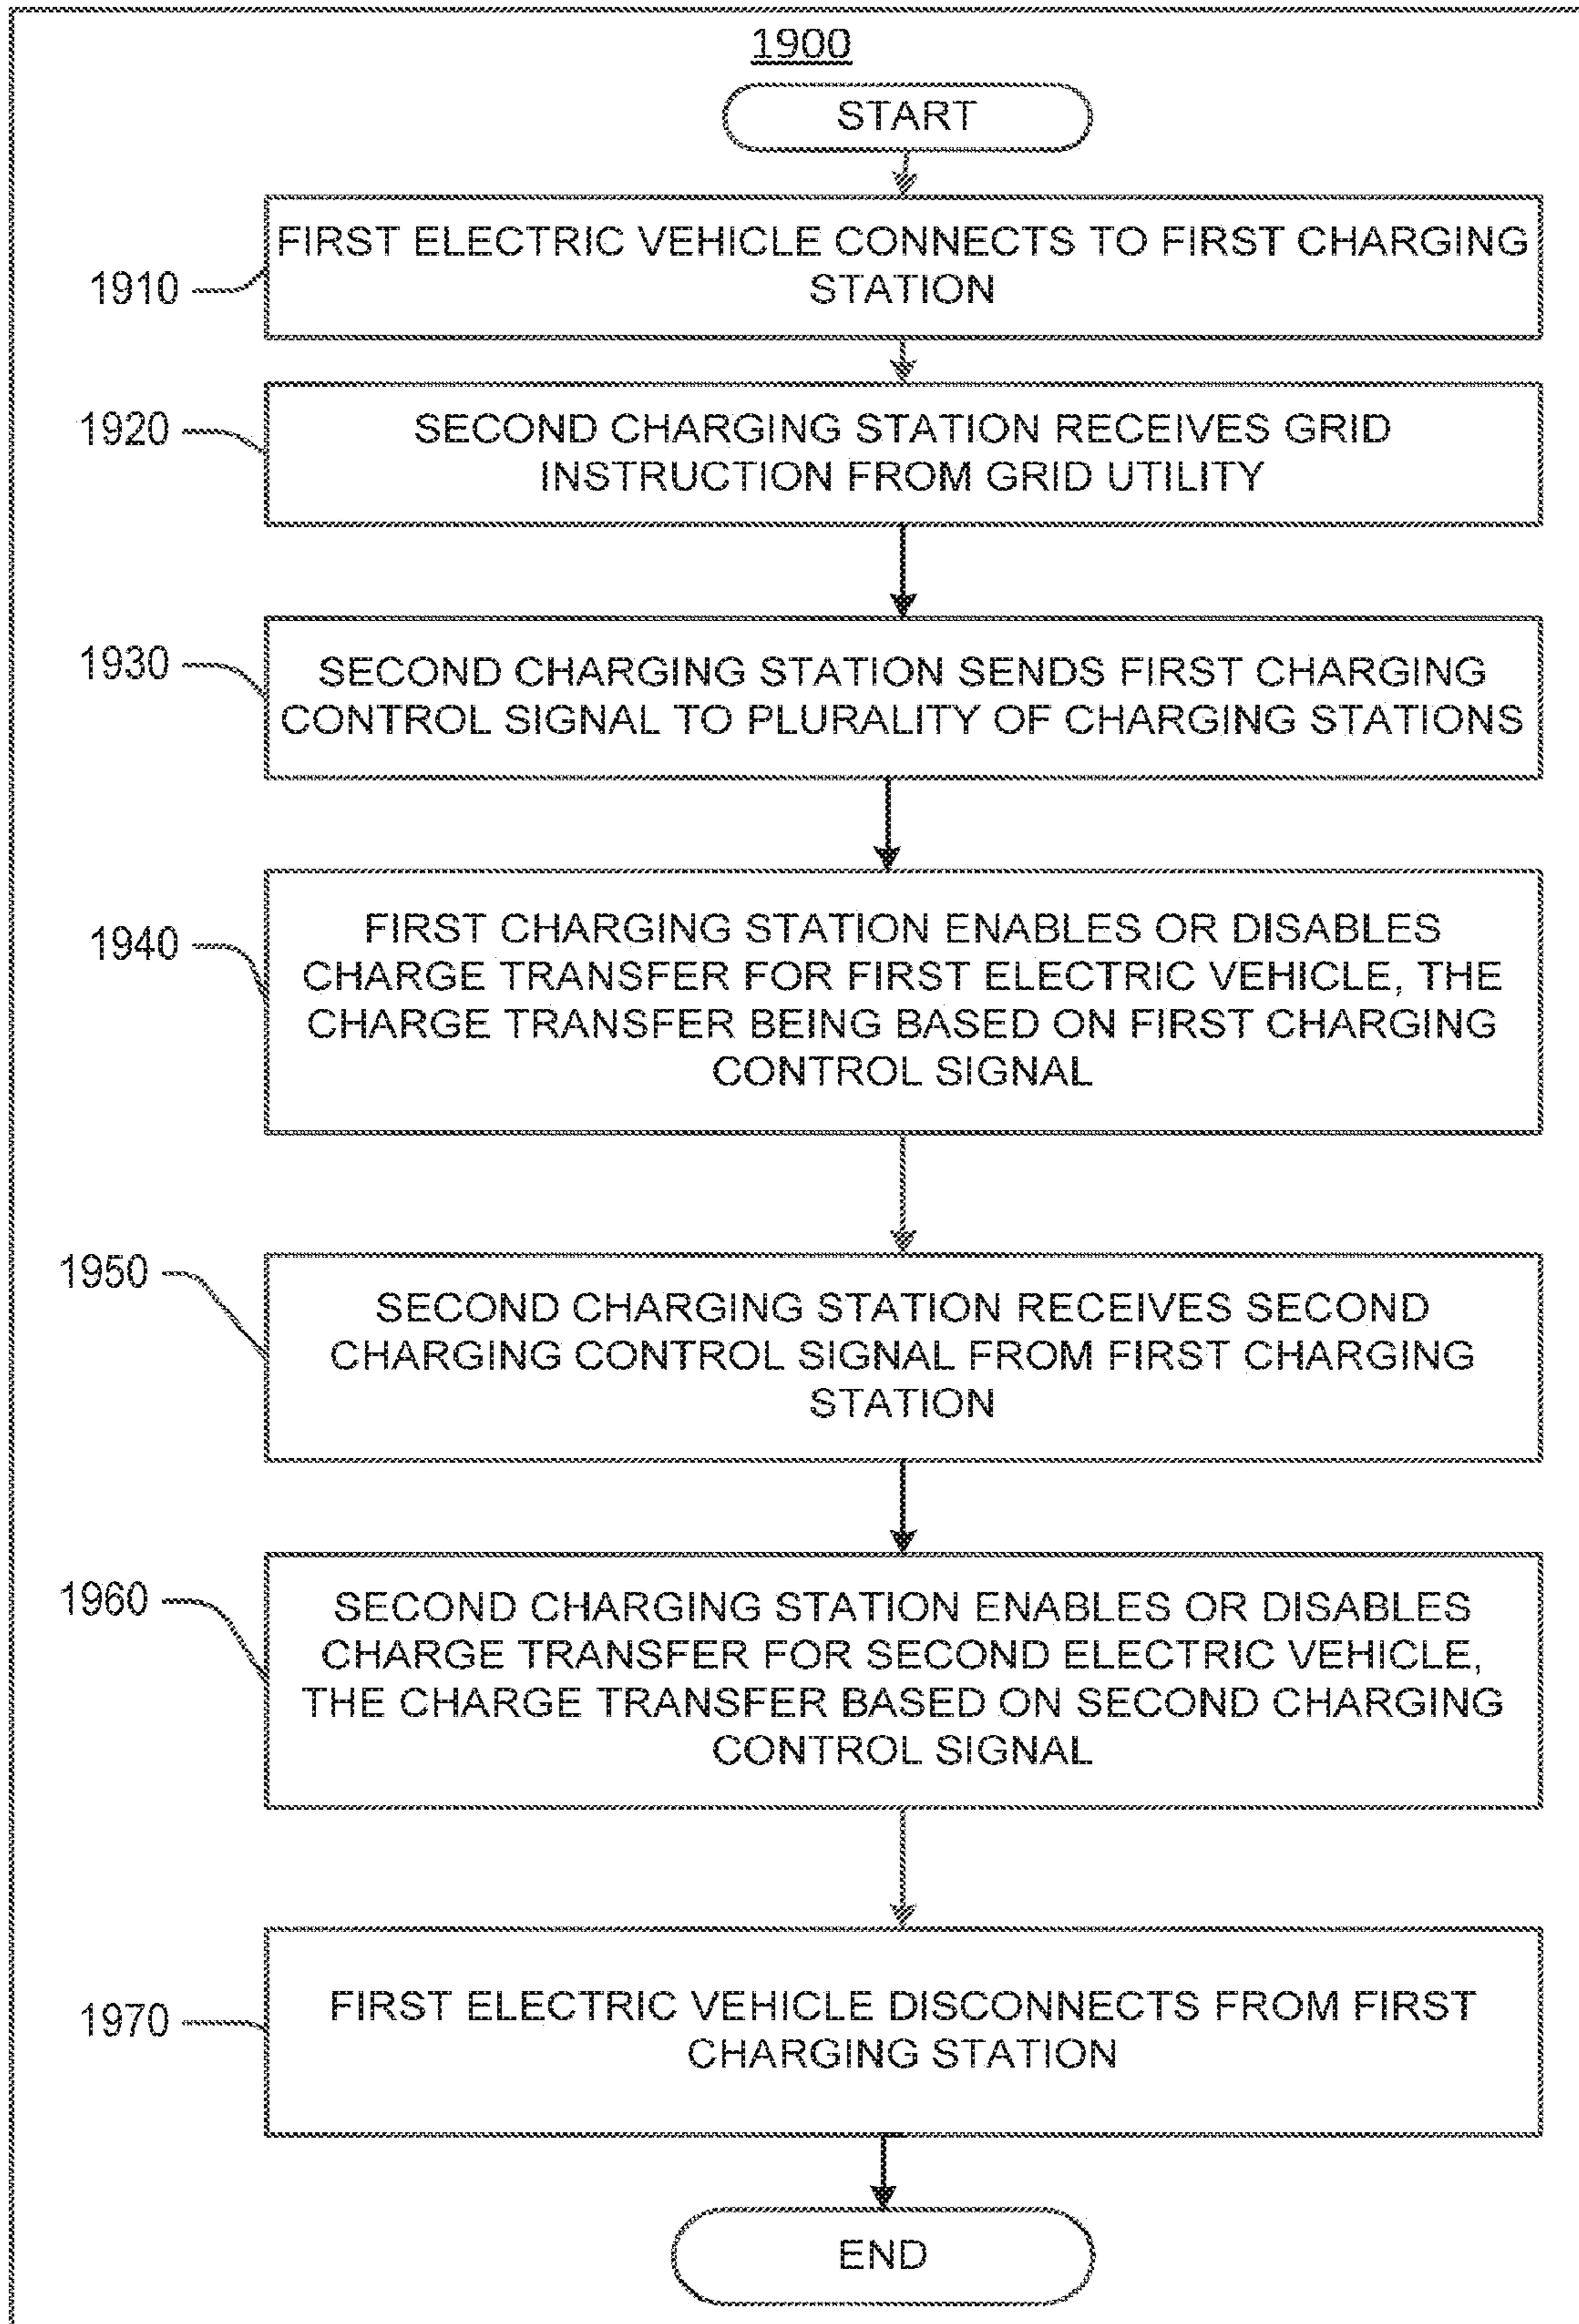 1900
START
FIRST ELECTRIC VEHICLE CONNECTS TO FIRST CHARGING
STATION
1910
SECOND CHARGING STATION RECEIVES GRID
INSTRUCTION FROM GRID UTILITY
1920
SECOND CHARGING STATION SENDS FIRST CHARGING
CONTROL SIGNAL TO PLURALITY OF CHARGING STATIONS
1930
FIRST CHARGING STATION ENABLES OR DISABLES
CHARGE TRANSFER FOR FIRST ELECTRIC VEHICLE, THE
CHARGE TRANSFER BEING BASED ON FIRST CHARGING
CONTROL SIGNAL
1940
SECOND CHARGING STATION RECEIVES SECOND
CHARGING CONTROL SIGNAL FROM FIRST CHARGING
STATION
1950
SECOND CHARGING STATION ENABLES OR DISABLES
CHARGE TRANSFER FOR SECOND ELECTRIC VEHICLE,
THE CHARGE TRANSFER BASED ON SECOND CHARGING
CONTROL SIGNAL
1960
FIRST ELECTRIC VEHICLE DISCONNECTS FROM FIRST
CHARGING STATION
1970
END